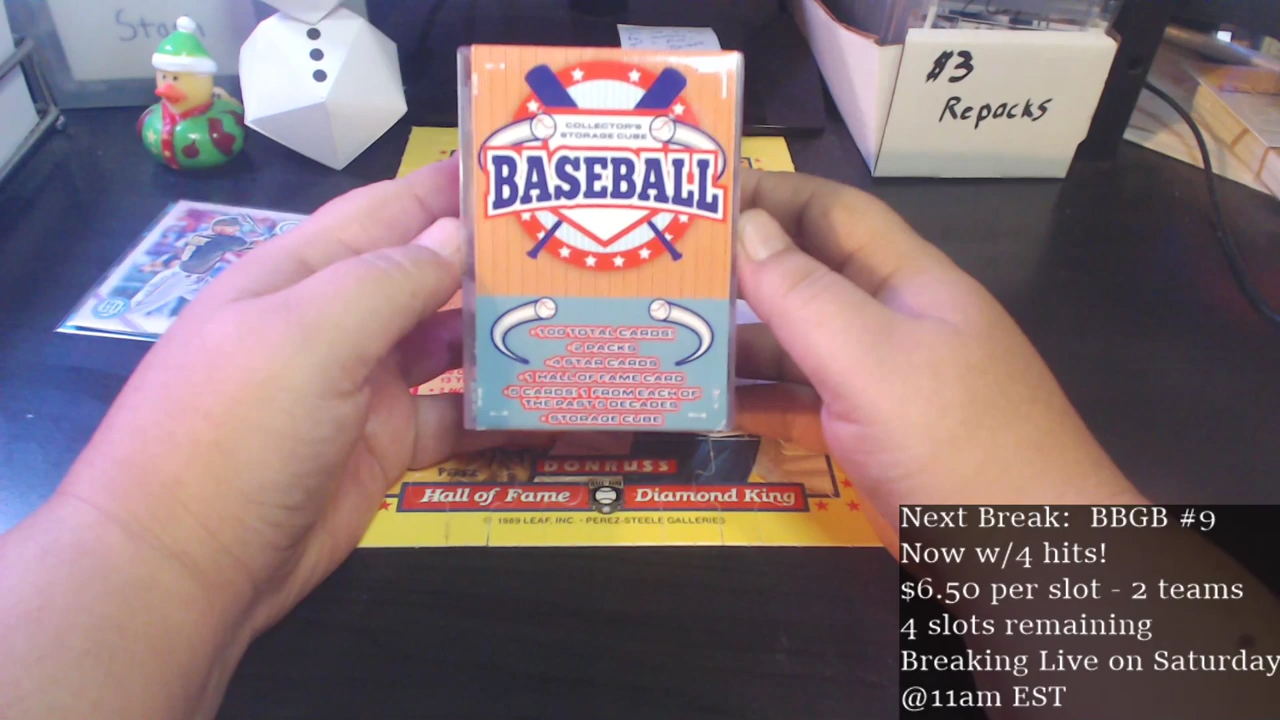 Storm
#3
Repacks
COLLECTOR'S
STORAGE CUBE
BASEBALL
•100 TOTAL CARDS!
•2 PACKS
•4 STAR CARDS
•1 HALL OF FAME CARD
•5 CARDS! 1 FROM EACH OF
THE PAST 5 DECADES
•STORAGE CUBE
PEREZ
DONRUSS
Hall of Fame Diamond King
© 1989 LEAF, INC. • PEREZ-STEELE GALLERIES
Next Break: BBGB #9
Now w/4 hits!
$6.50 per slot - 2 teams
4 slots remaining
Breaking Live on Saturday
@11am EST